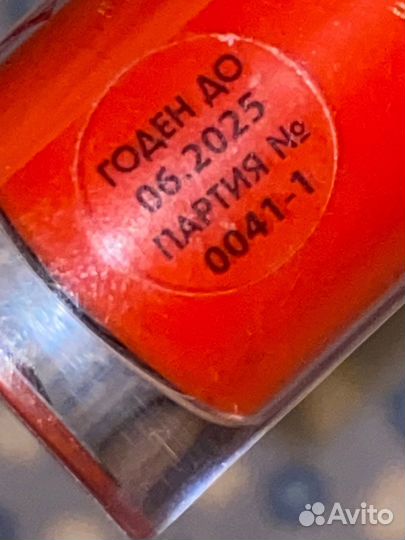 ГОДЕН ДО
06.2025
ПАРТИЯ №
0041-1
Avito